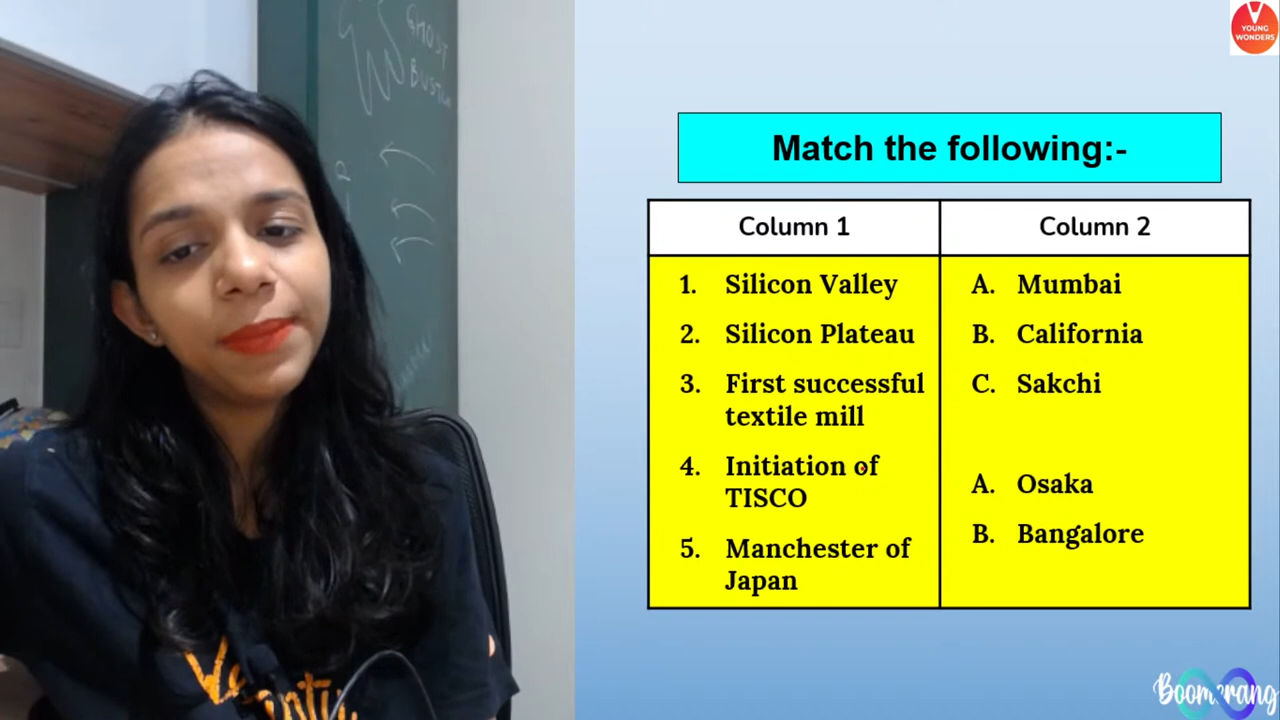 GHOST
YOUNG
WONDERS
Match the following:-
Column 1
Column 2
1. Silicon Valley
A. Mumbai
2. Silicon Plateau
B. California
3. First successful
textile mill
C. Sakchi
4. Initiation of
TISCO
A. Osaka
5. Manchester of
Japan
B. Bangalore
Boomerang